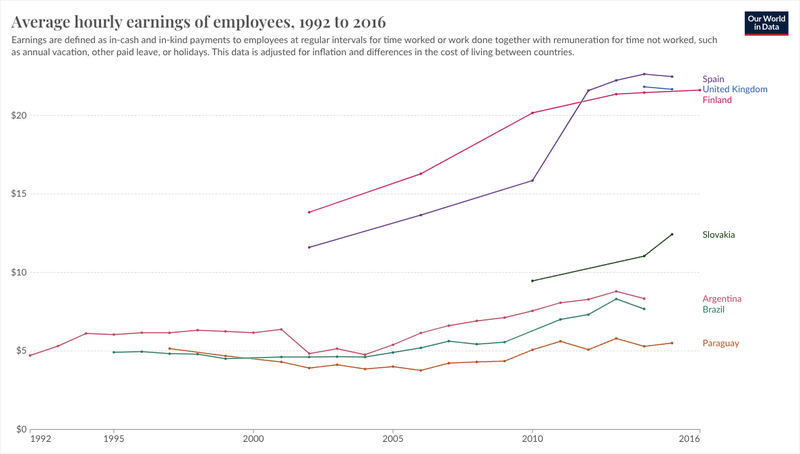 Average hourly earnings of employees, 1992 to 2016
Our World
in Data
Earnings are defined as in-cash and in-kind payments to employees at regular intervals for time worked or work done together with remuneration for time not worked, such
as annual vacation, other paid leave, or holidays. This data is adjusted for inflation and differences in the cost of living between countries.
Spain
United Kingdom
Finland
$20
$15
Slovakia
$10
Argentina
Brazil
Paraguay
$5
$0
1992 1995 2000 2005 2010 2016